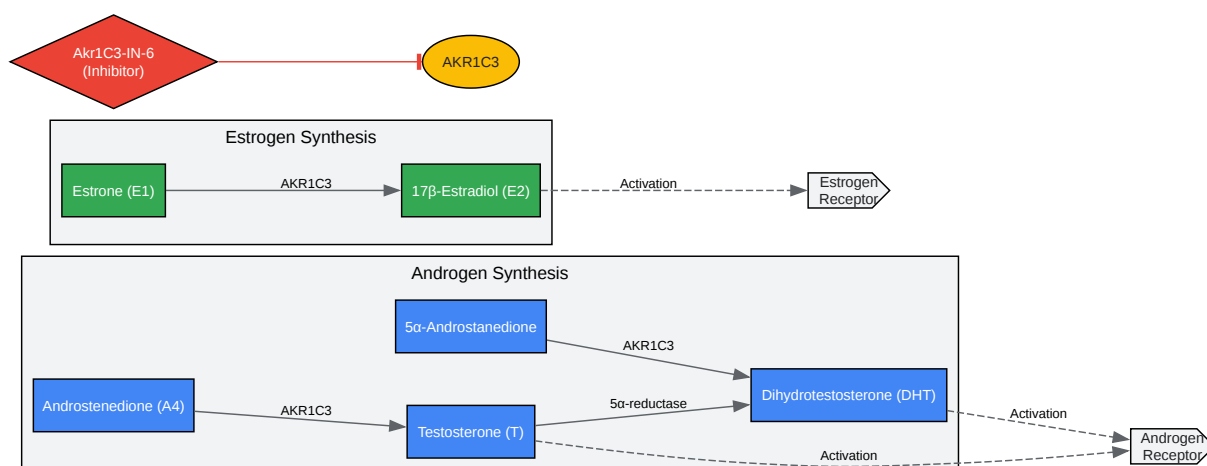 Akr1C3-IN-6
(Inhibitor)
AKR1C3
Estrogen Synthesis
Estrone (E1)
AKR1C3
17β-Estradiol (E2)
Activation
Estrogen
Receptor
Androgen Synthesis
5α-Androstanedione
AKR1C3
Androstenedione (A4)
AKR1C3
Testosterone (T)
5α-reductase
Dihydrotestosterone (DHT)
Activation
Activation
Androgen
Receptor